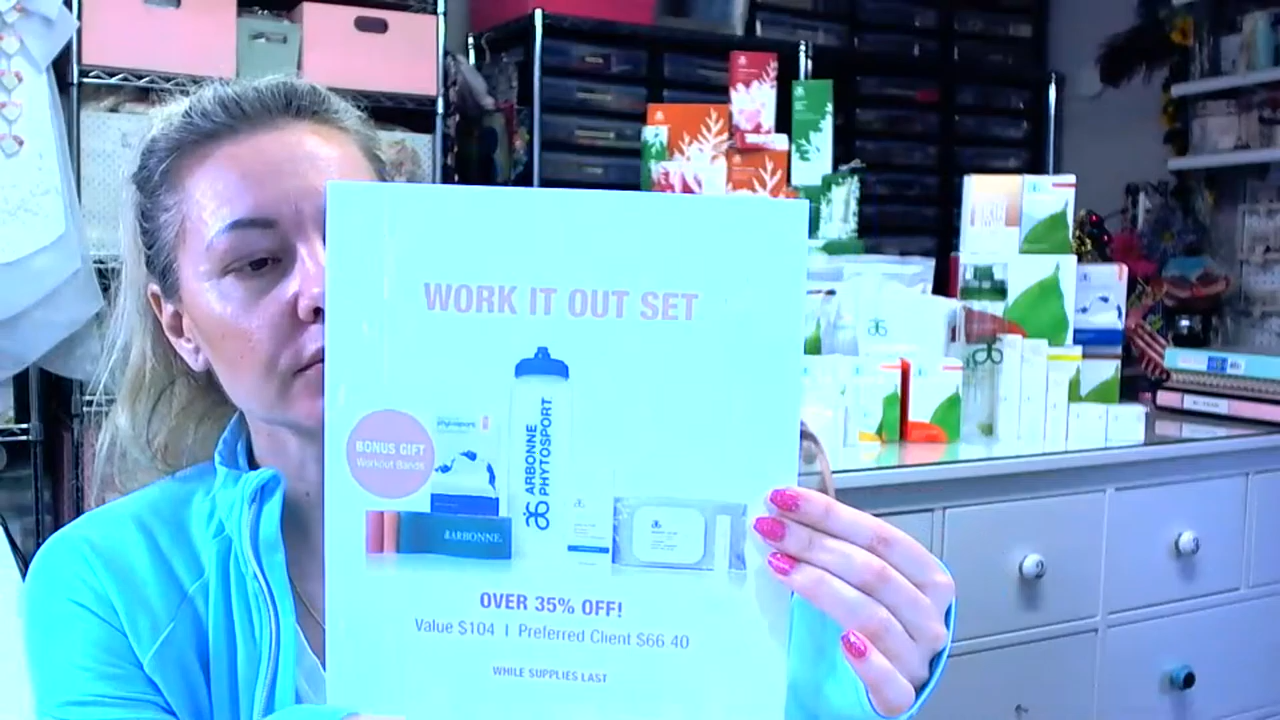 WORK IT OUT SET
BONUS GIFT
Workout Bands
phytosport
ARBONNE
PHYTOSPORT
ARBONNE
OVER 35% OFF!
Value $104 | Preferred Client $66.40
WHILE SUPPLIES LAST